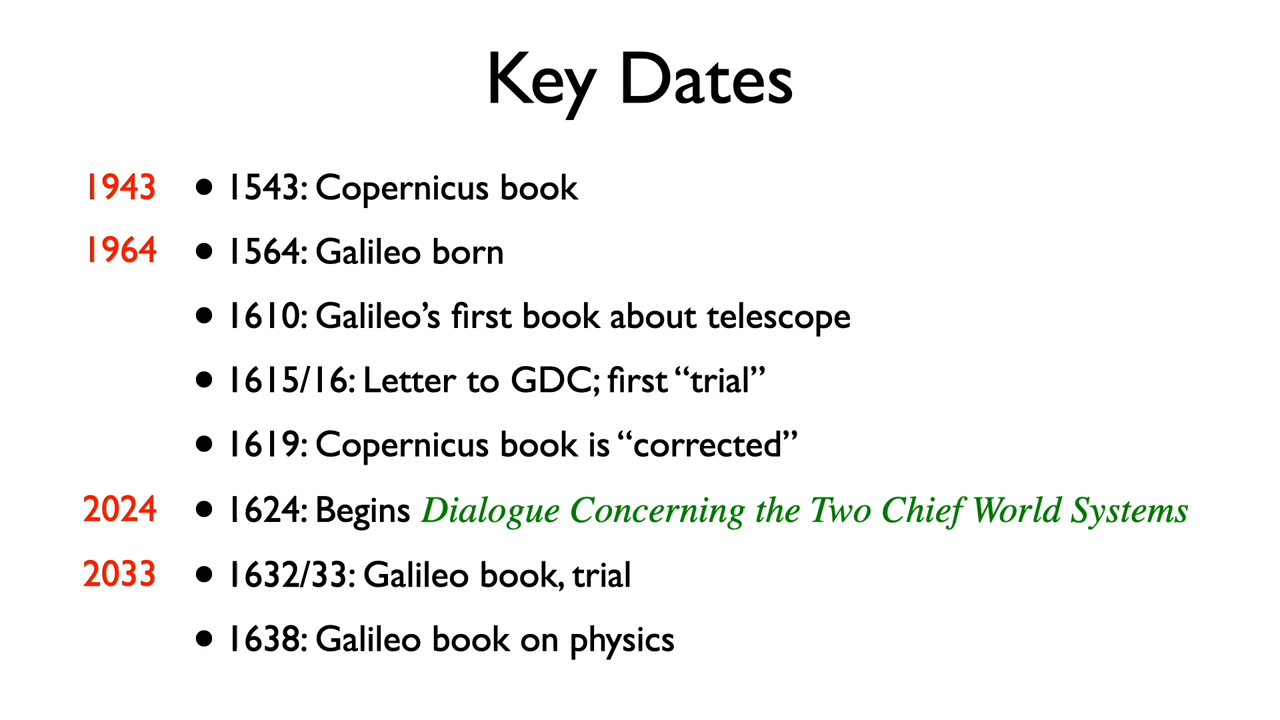 Key Dates
1943 • 1543: Copernicus book
1964 • 1564: Galileo born
• 1610: Galileo’s first book about telescope
• 1615/16: Letter to GDC; first “trial”
• 1619: Copernicus book is “corrected”
2024 • 1624: Begins Dialogue Concerning the Two Chief World Systems
2033 • 1632/33: Galileo book, trial
• 1638: Galileo book on physics